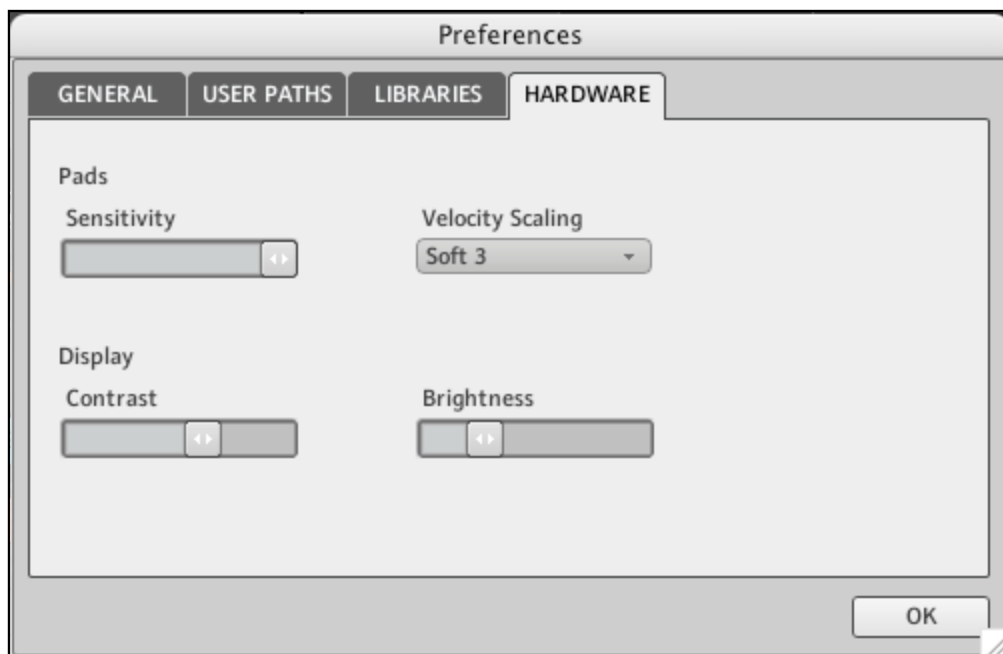 Preferences
GENERAL USER PATHS LIBRARIES HARDWARE
Pads
Sensitivity Velocity Scaling
Soft 3
Display
Contrast Brightness
OK